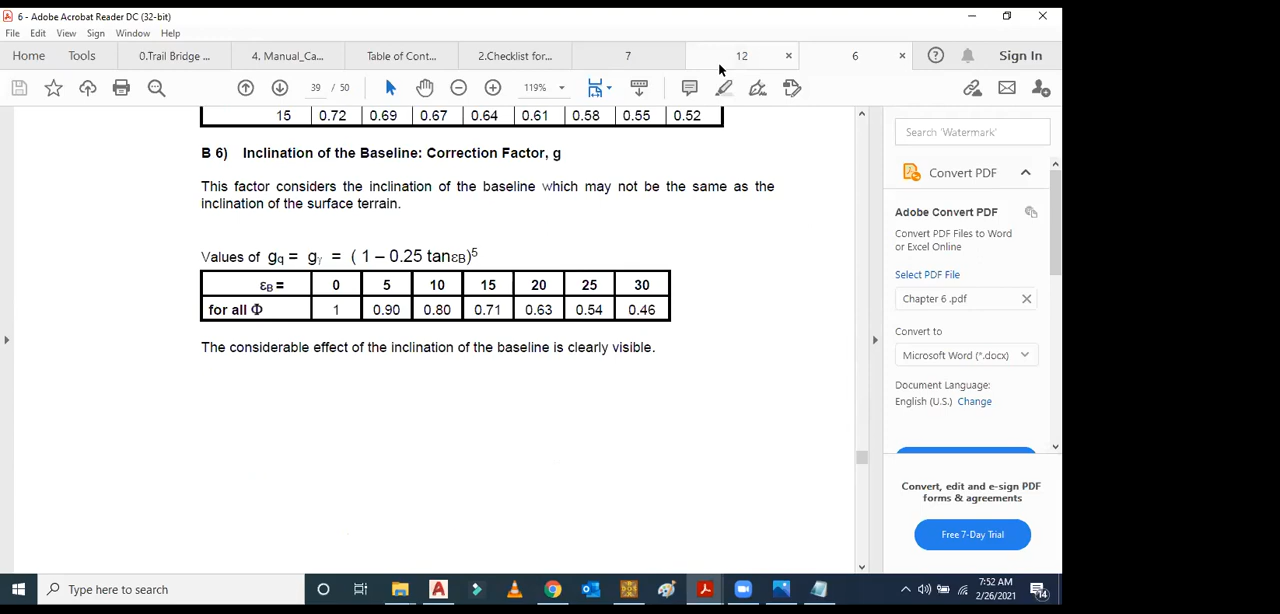 6 - Adobe Acrobat Reader DC (32-bit)
File Edit View Sign Window Help
Home Tools 0.Trail Bridge ... 4. Manual_Ca... Table of Cont... 2.Checklist for... 7 12 6 Sign In
39 / 50 119%
15 0.72 0.69 0.67 0.64 0.61 0.58 0.55 0.52
B 6) Inclination of the Baseline: Correction Factor, g
This factor considers the inclination of the baseline which may not be the same as the
inclination of the surface terrain.
Values of gq = gγ = ( 1 – 0.25 tanεB)⁵
εB = 0 5 10 15 20 25 30
for all Φ 1 0.90 0.80 0.71 0.63 0.54 0.46
The considerable effect of the inclination of the baseline is clearly visible.
Search 'Watermark'
Convert PDF
Adobe Convert PDF
Convert PDF Files to Word
or Excel Online
Select PDF File
Chapter 6 .pdf
Convert to
Microsoft Word (*.docx)
Document Language:
English (U.S.) Change
Convert, edit and e-sign PDF
forms & agreements
Free 7-Day Trial
Type here to search
7:52 AM
2/26/2021
14